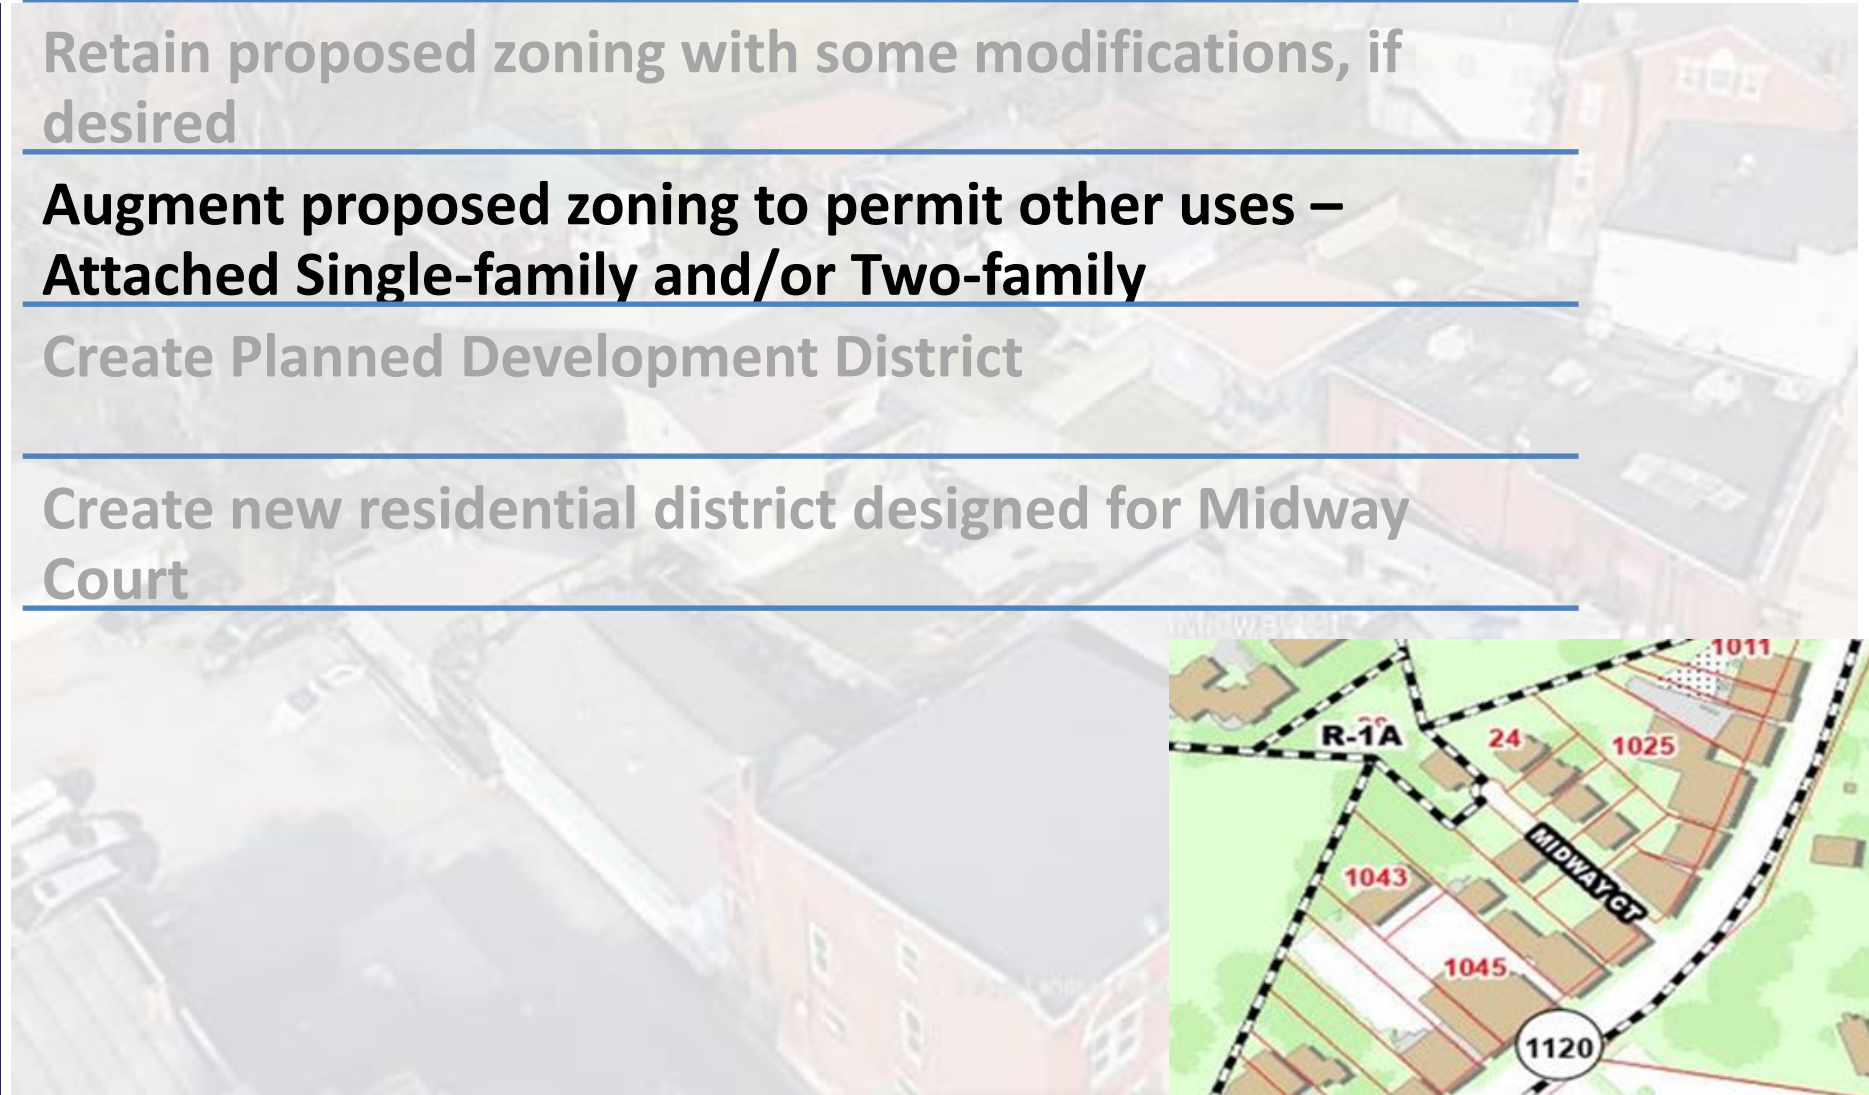 Retain proposed zoning with some modifications, if
desired
Augment proposed zoning to permit other uses –
Attached Single-family and/or Two-family
Create Planned Development District
Create new residential district designed for Midway
Court
Midway Ct
1011
R-1A
24
1025
MIDWAY CT
1043
1045
1120